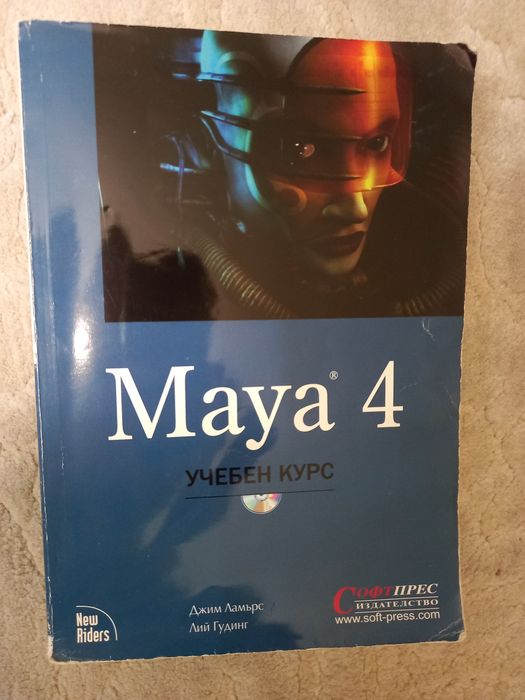 Maya® 4
УЧЕБЕН КУРС
Джим Ламърс
Лий Гудинг
New
Riders
СОФТПРЕС
ИЗДАТЕЛСТВО
www.soft-press.com